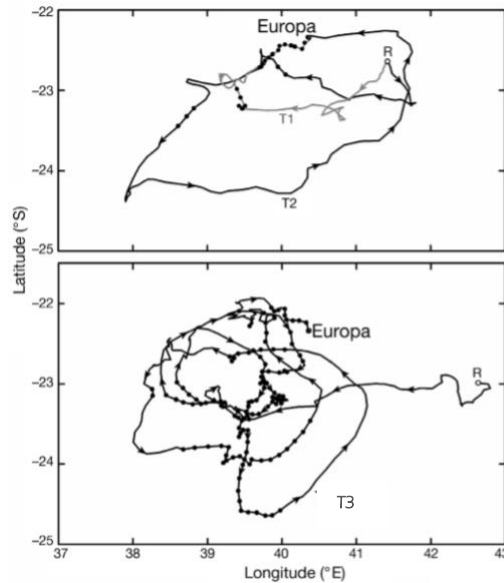 -22
Europa
R
-23
T1
-24
T2
-25
Latitude (°S)
-22
Europa
R
-23
-24
T3
-25
37 38 39 40 41 42 43
Longitude (°E)